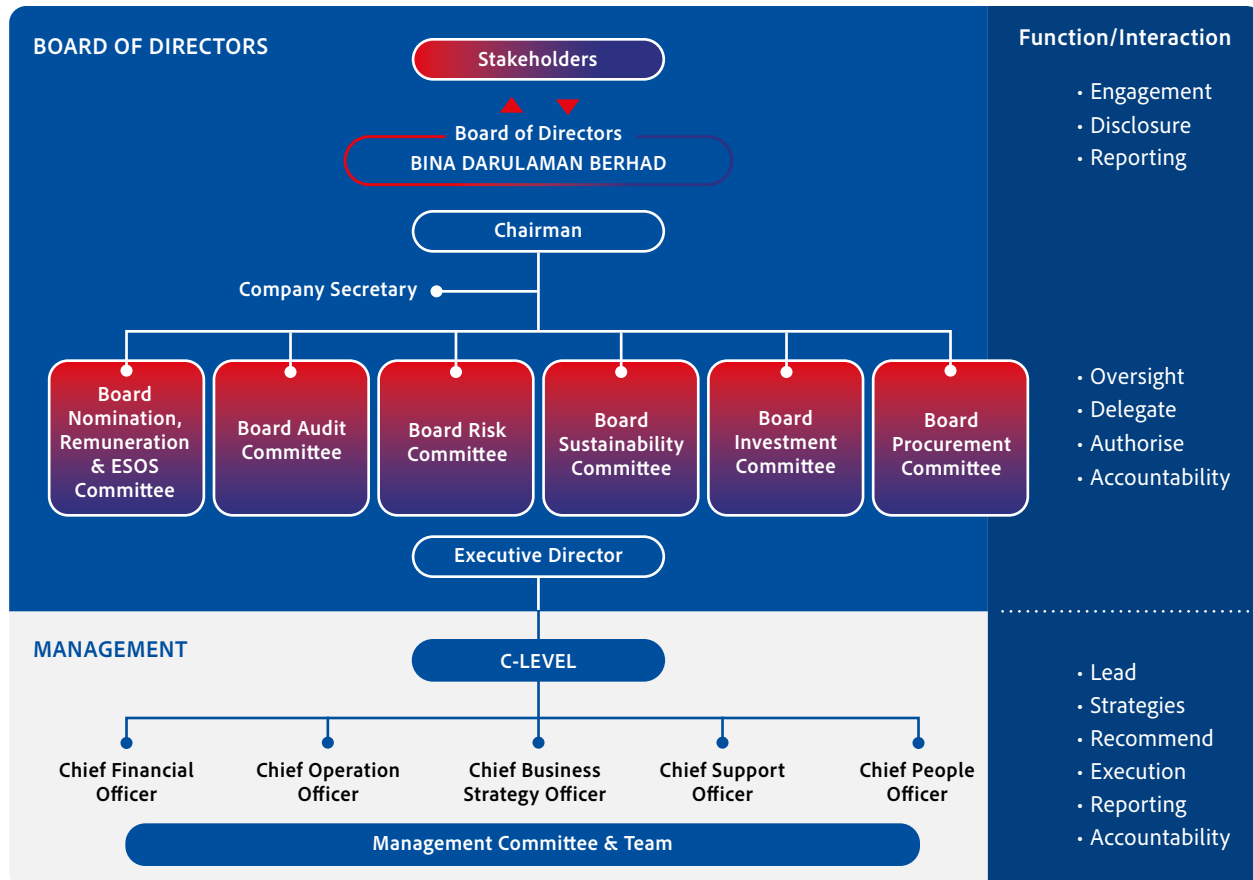 BOARD OF DIRECTORS
Function/Interaction
Stakeholders
• Engagement
• Disclosure
• Reporting
Board of Directors
BINA DARULAMAN BERHAD
Chairman
Company Secretary
Board
Nomination,
Remuneration
& ESOS
Committee
Board Audit
Committee
Board Risk
Committee
Board
Sustainability
Committee
Board
Investment
Committee
Board
Procurement
Committee
• Oversight
• Delegate
• Authorise
• Accountability
Executive Director
MANAGEMENT
C-LEVEL
Chief Financial
Officer
Chief Operation
Officer
Chief Business
Strategy Officer
Chief Support
Officer
Chief People
Officer
Management Committee & Team
• Lead
• Strategies
• Recommend
• Execution
• Reporting
• Accountability